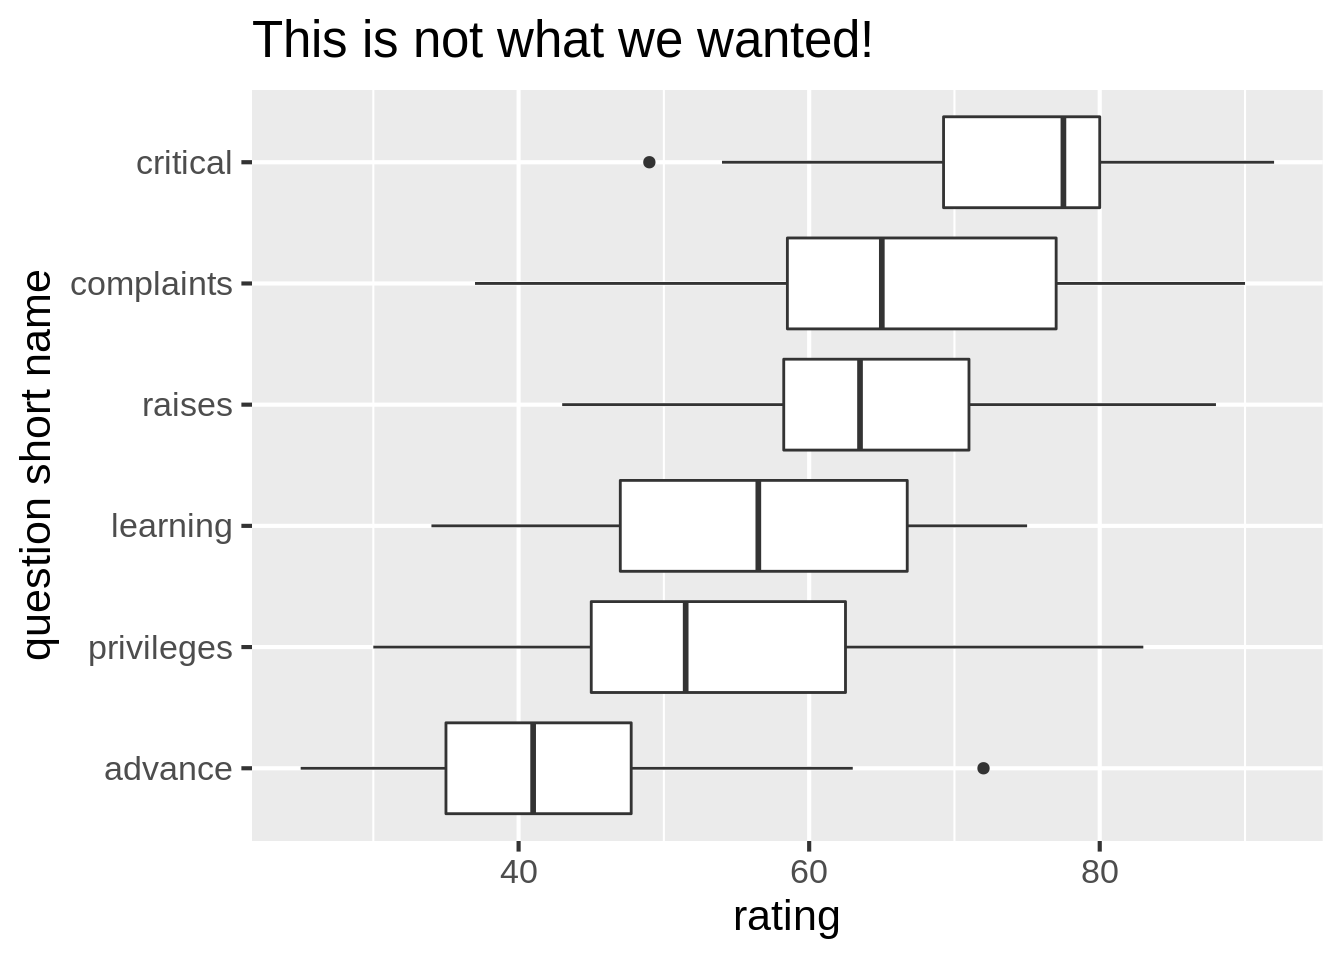 This is not what we wanted!
question short name
critical
complaints
raises
learning
privileges
advance
40 60 80
rating